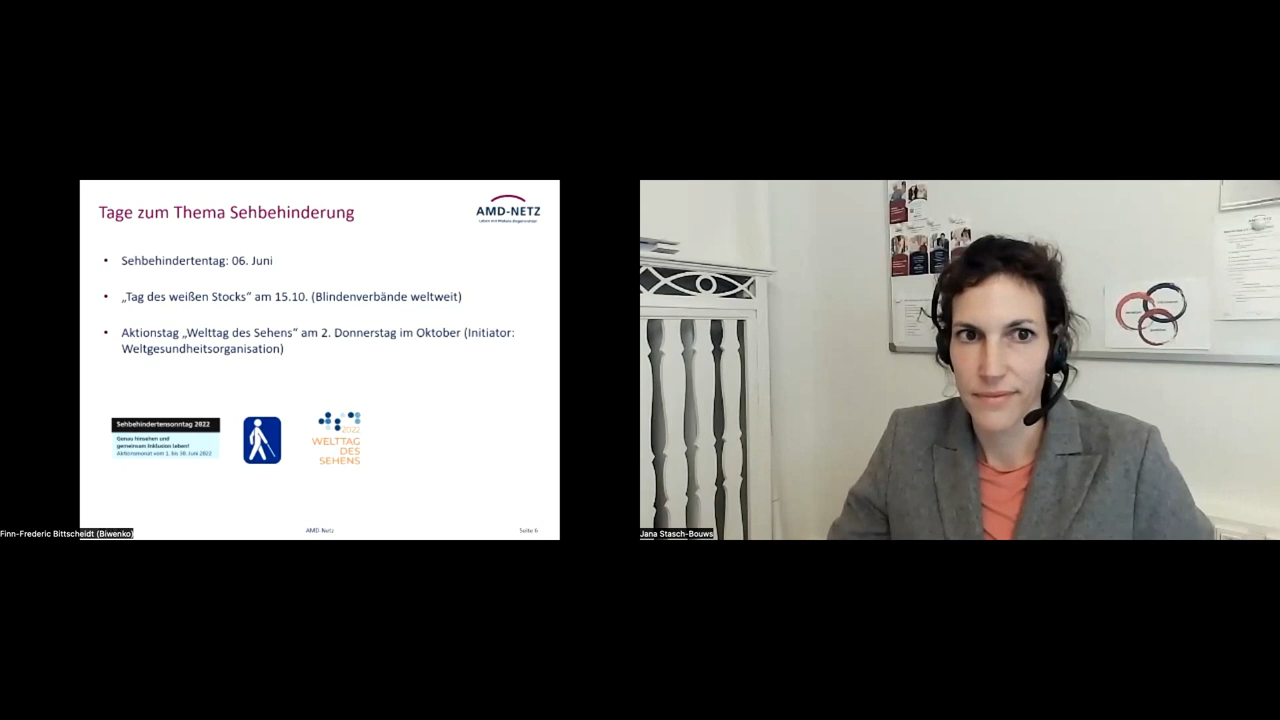 Tage zum Thema Sehbehinderung
AMD-NETZ
• Sehbehindertentag: 06. Juni
• „Tag des weißen Stocks“ am 15.10. (Blindenverbände weltweit)
• Aktionstag „Welttag des Sehens“ am 2. Donnerstag im Oktober (Initiator:
Weltgesundheitsorganisation)
Sehbehindertensonntag 2022
Genau hinsehen und
gemeinsam Inklusion leben!
Aktionsmonat vom 1. bis 30. Juni 2022
2022
WELTTAG
DES
SEHENS
AMD-Netz
Seite 6
Finn-Frederic Bittscheidt (Biwenko)
Jana Stasch-Bouws